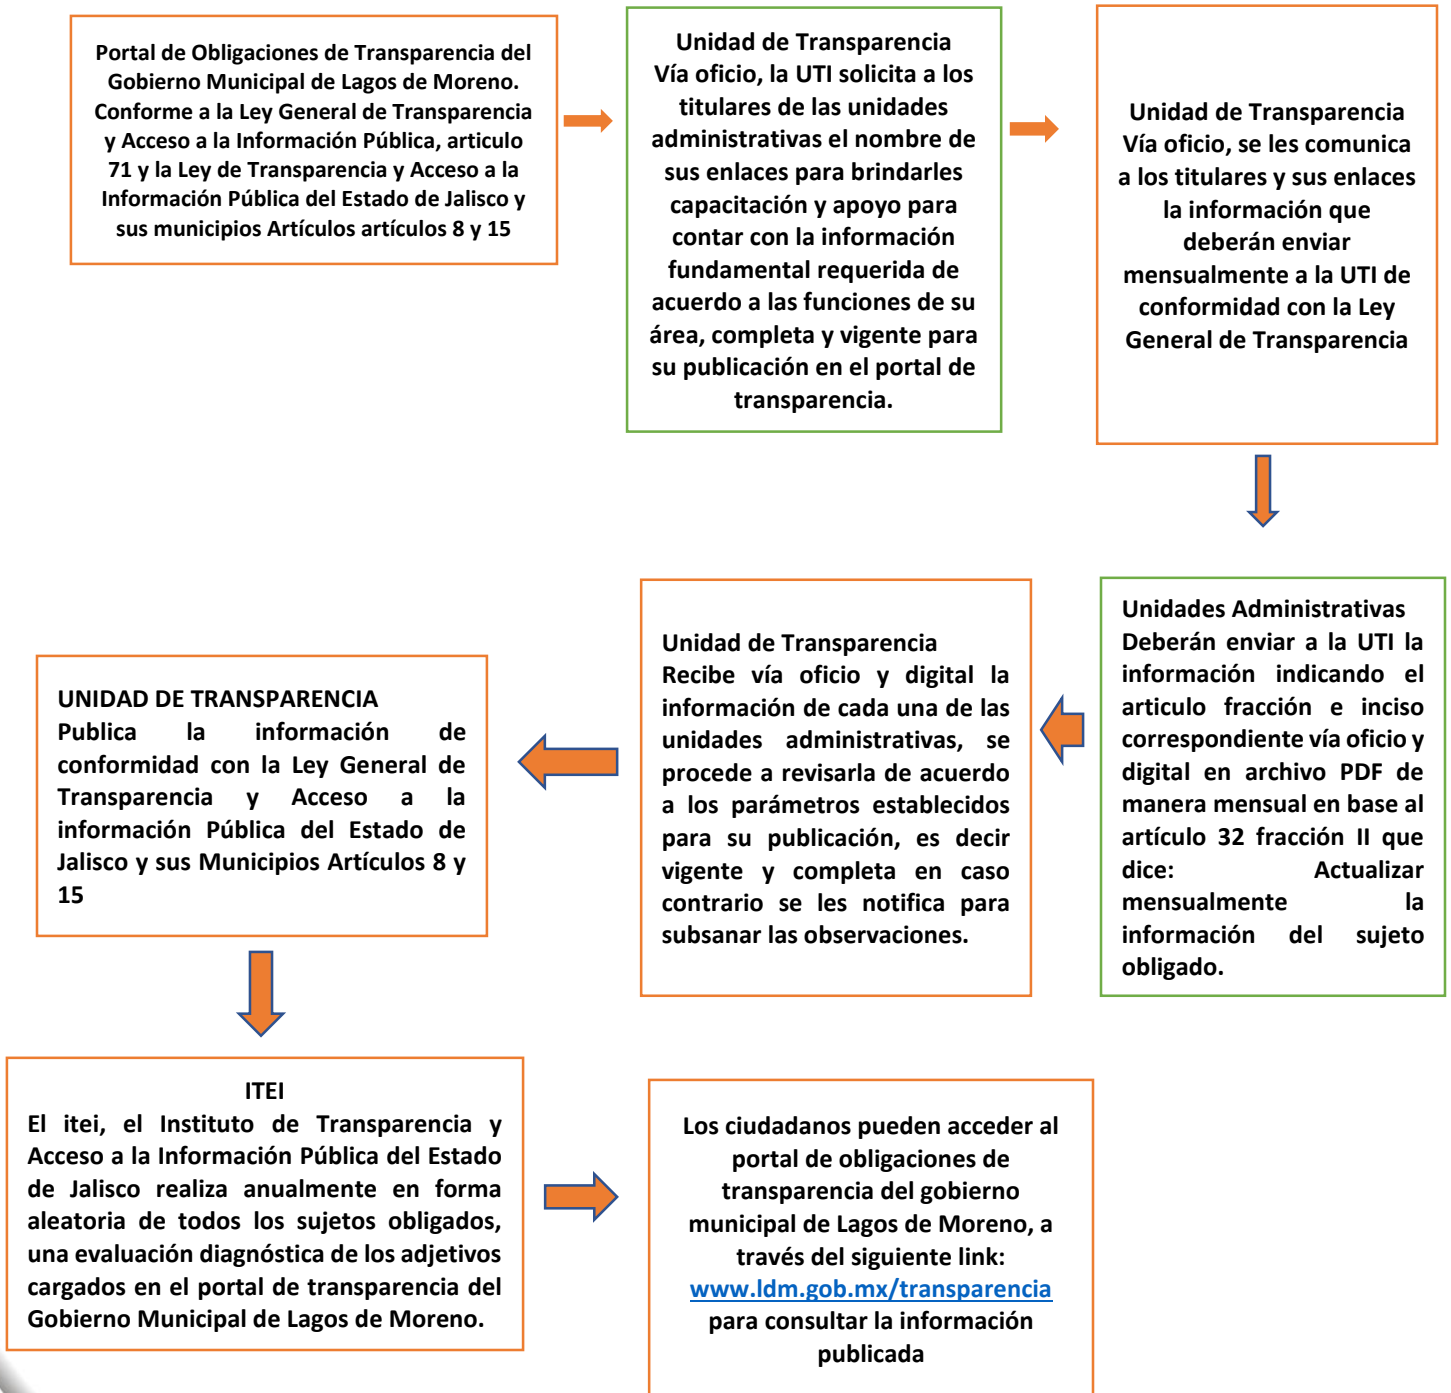 Portal de Obligaciones de Transparencia del
Gobierno Municipal de Lagos de Moreno.
Conforme a la Ley General de Transparencia
y Acceso a la Información Pública, articulo
71 y la Ley de Transparencia y Acceso a la
Información Pública del Estado de Jalisco y
sus municipios Artículos artículos 8 y 15
Unidad de Transparencia
Vía oficio, la UTI solicita a los
titulares de las unidades
administrativas el nombre de
sus enlaces para brindarles
capacitación y apoyo para
contar con la información
fundamental requerida de
acuerdo a las funciones de su
área, completa y vigente para
su publicación en el portal de
transparencia.
Unidad de Transparencia
Vía oficio, se les comunica
a los titulares y sus enlaces
la información que
deberán enviar
mensualmente a la UTI de
conformidad con la Ley
General de Transparencia
Unidades Administrativas
Deberán enviar a la UTI la
información indicando el
articulo fracción e inciso
correspondiente vía oficio y
digital en archivo PDF de
manera mensual en base al
artículo 32 fracción II que
dice: Actualizar
mensualmente la
información del sujeto
obligado.
Unidad de Transparencia
Recibe vía oficio y digital la
información de cada una de las
unidades administrativas, se
procede a revisarla de acuerdo
a los parámetros establecidos
para su publicación, es decir
vigente y completa en caso
contrario se les notifica para
subsanar las observaciones.
UNIDAD DE TRANSPARENCIA
Publica la información de
conformidad con la Ley General de
Transparencia y Acceso a la
información Pública del Estado de
Jalisco y sus Municipios Artículos 8 y
15
ITEI
El itei, el Instituto de Transparencia y
Acceso a la Información Pública del Estado
de Jalisco realiza anualmente en forma
aleatoria de todos los sujetos obligados,
una evaluación diagnóstica de los adjetivos
cargados en el portal de transparencia del
Gobierno Municipal de Lagos de Moreno.
Los ciudadanos pueden acceder al
portal de obligaciones de
transparencia del gobierno
municipal de Lagos de Moreno, a
través del siguiente link:
www.ldm.gob.mx/transparencia
para consultar la información
publicada